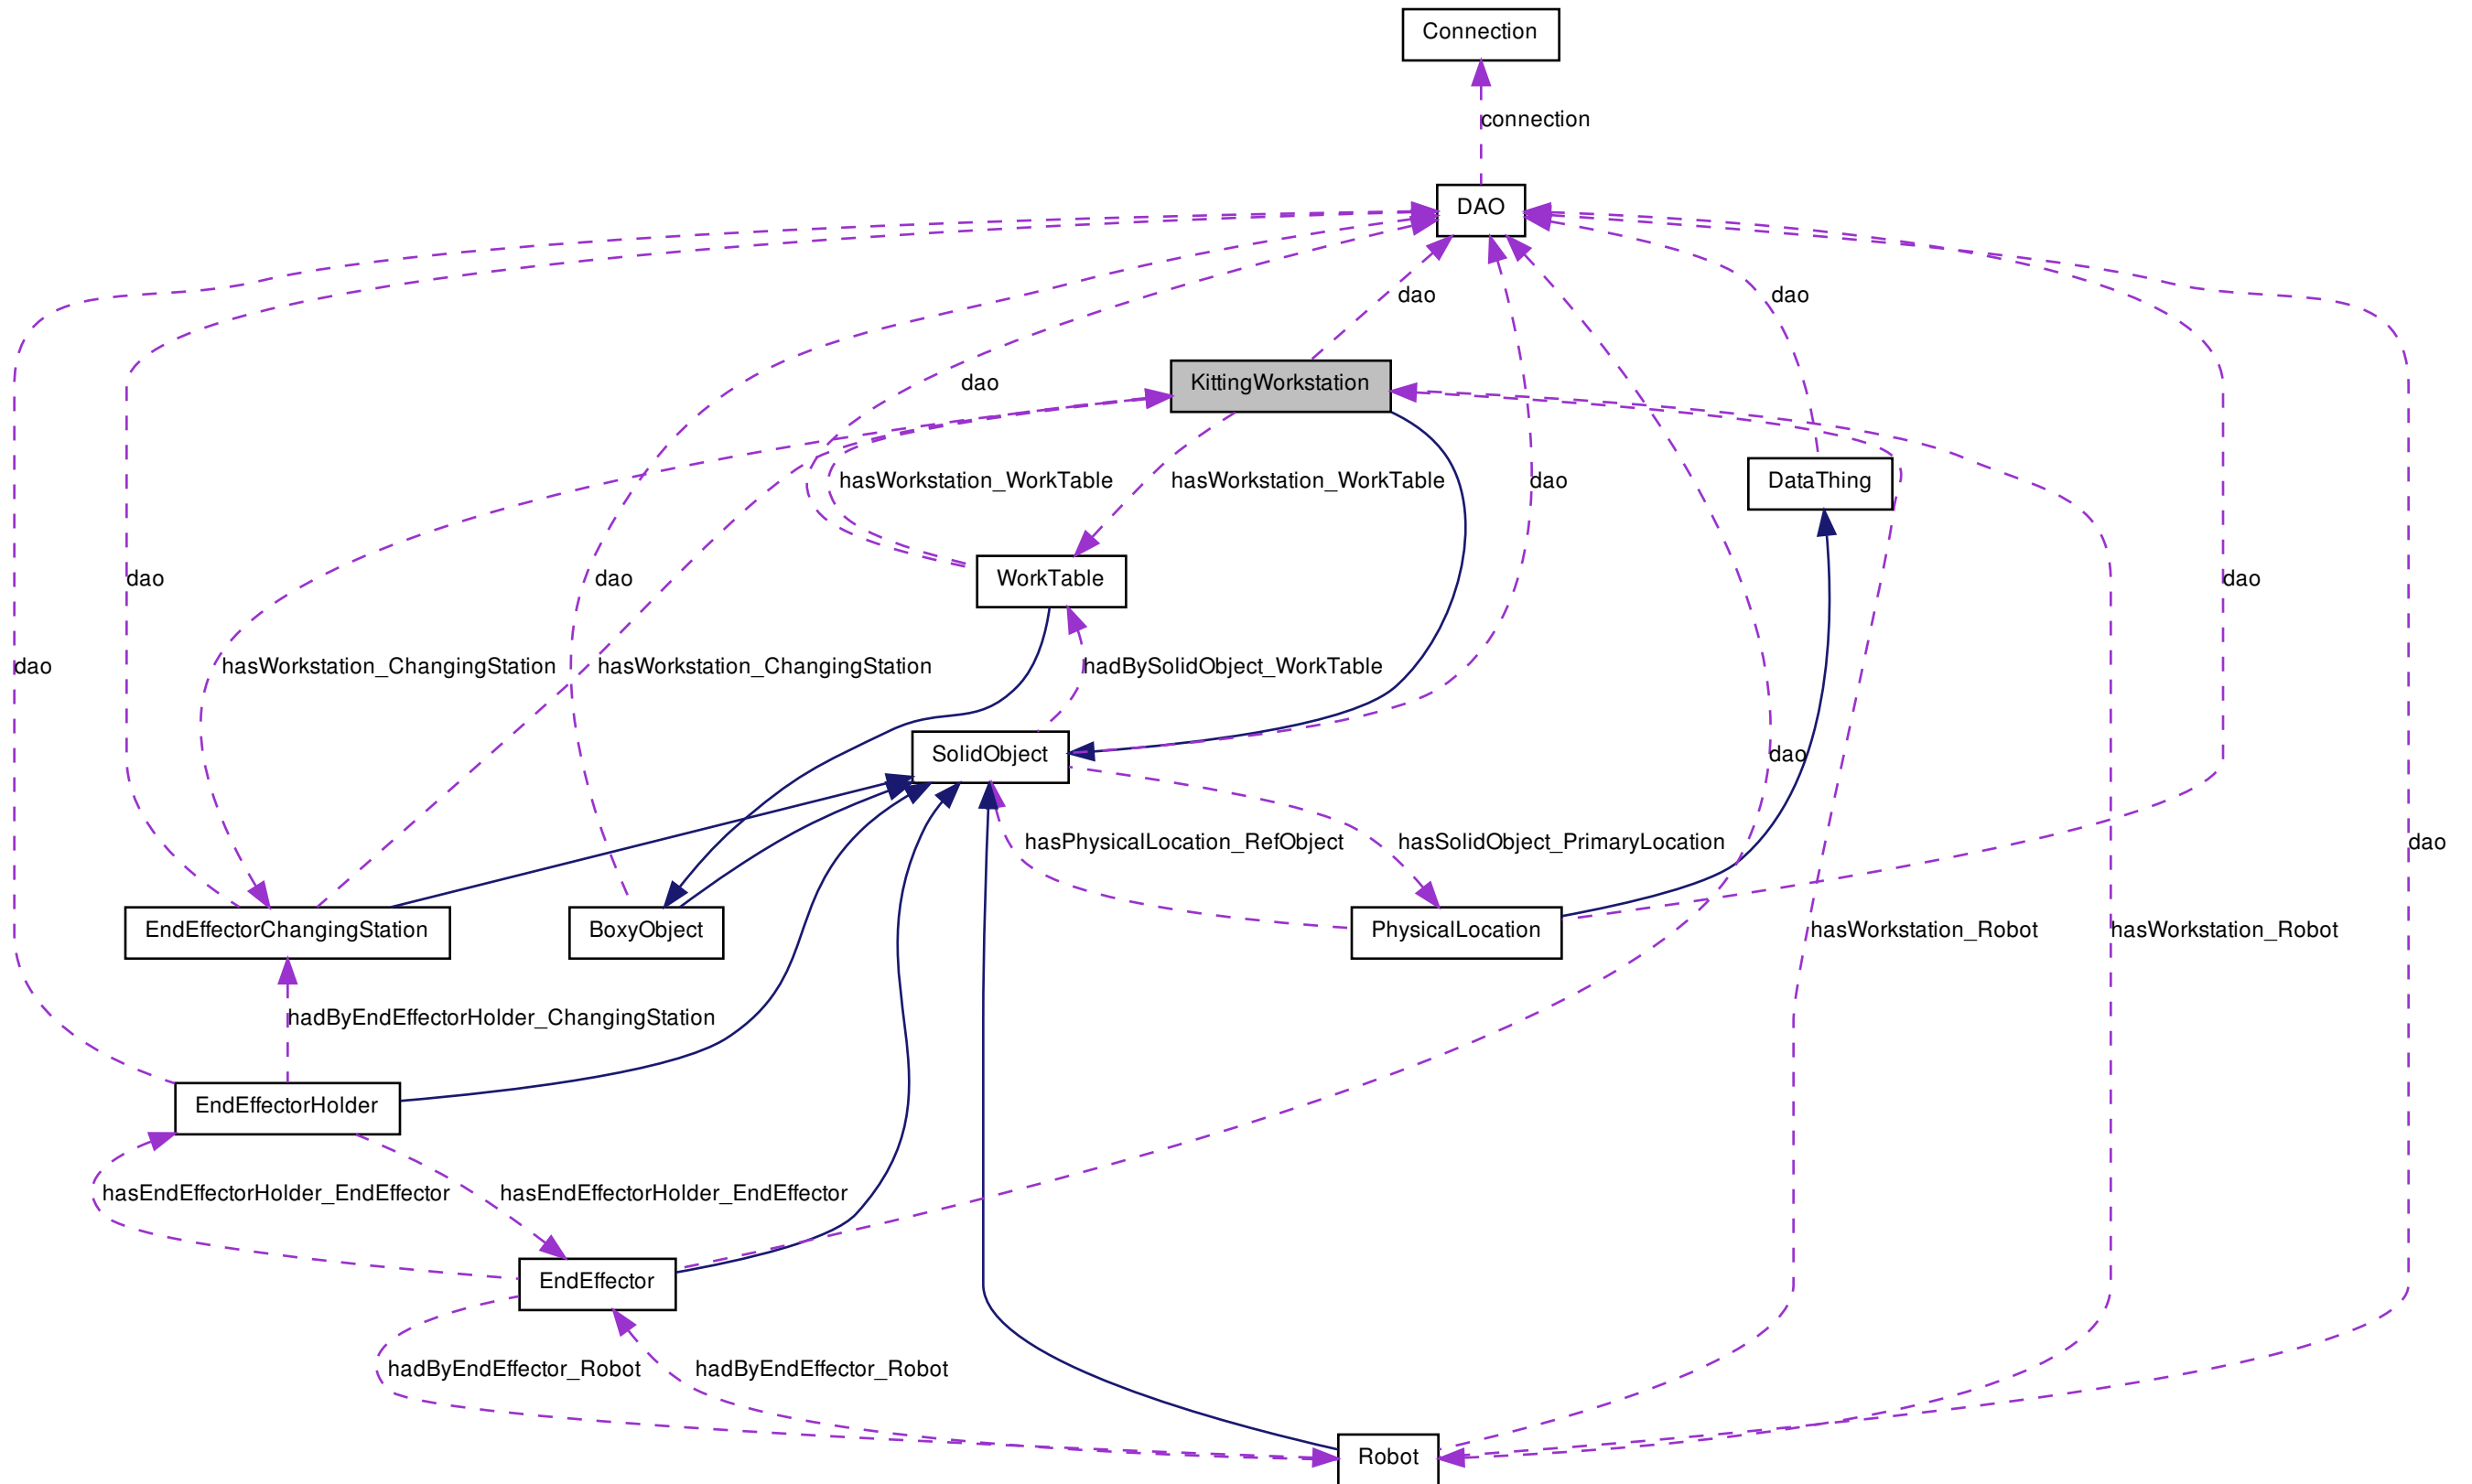 Connection
connection
DAO
dao
dao
KittingWorkstation
dao
hasWorkstation_WorkTable
hasWorkstation_WorkTable
dao
DataThing
dao
dao
WorkTable
dao
dao
hasWorkstation_ChangingStation
hasWorkstation_ChangingStation
hadBySolidObject_WorkTable
SolidObject
dao
hasPhysicalLocation_RefObject
hasSolidObject_PrimaryLocation
dao
EndEffectorChangingStation
BoxyObject
PhysicalLocation
hasWorkstation_Robot
hasWorkstation_Robot
hadByEndEffectorHolder_ChangingStation
EndEffectorHolder
hasEndEffectorHolder_EndEffector
hasEndEffectorHolder_EndEffector
EndEffector
hadByEndEffector_Robot
hadByEndEffector_Robot
Robot